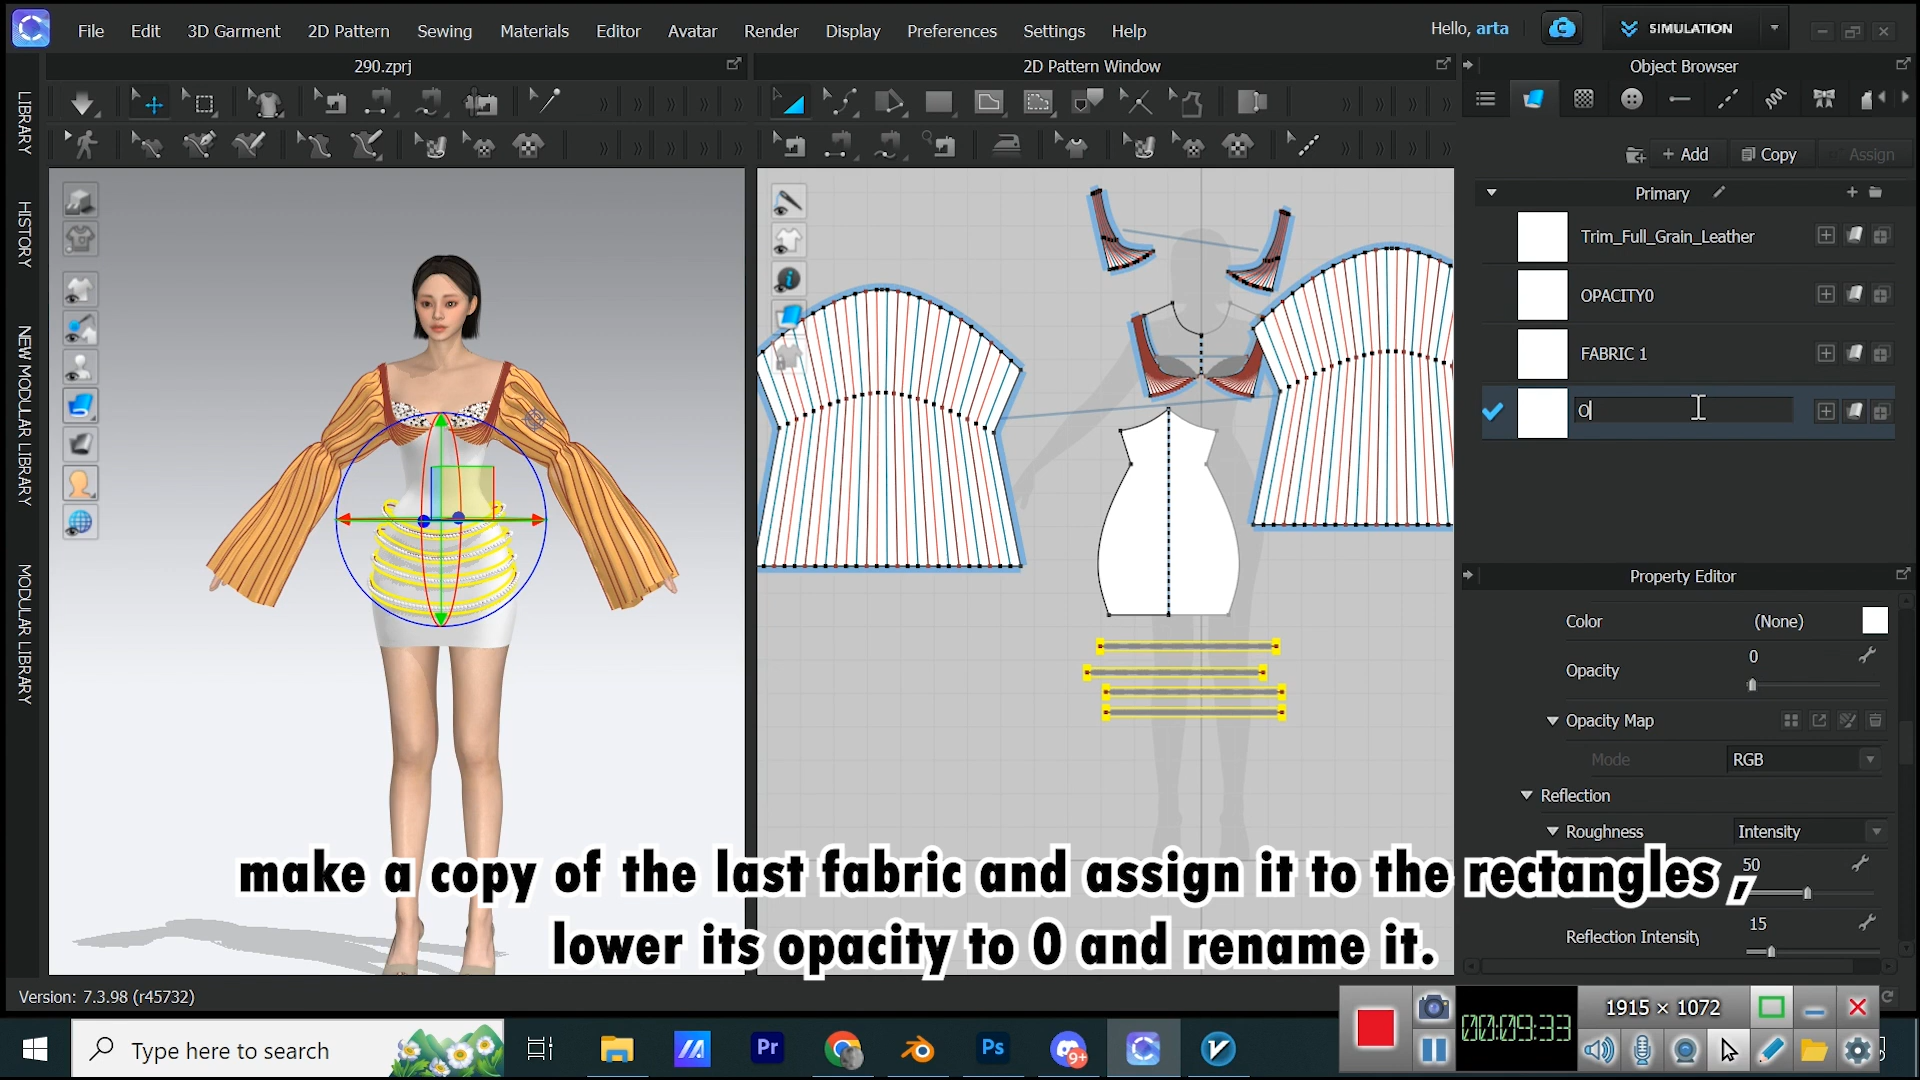 File Edit 3D Garment 2D Pattern Sewing Materials Editor Avatar Render Display Preferences Settings Help
Hello, arta
SIMULATION
290.zprj
2D Pattern Window
Object Browser
LIBRARY
HISTORY
NEW MODULAR LIBRARY
MODULAR LIBRARY
+ Add
Copy
Assign
Primary
Trim_Full_Grain_Leather
OPACITY0
FABRIC 1
O
Property Editor
Color (None)
Opacity 0
Opacity Map
Mode RGB
Reflection
Roughness Intensity
50
Reflection Intensity 15
make a copy of the last fabric and assign it to the rectangles ,
lower its opacity to 0 and rename it.
Version: 7.3.98 (r45732)
00:09:33
1915 × 1072
Type here to search
Pr
Ps
9+